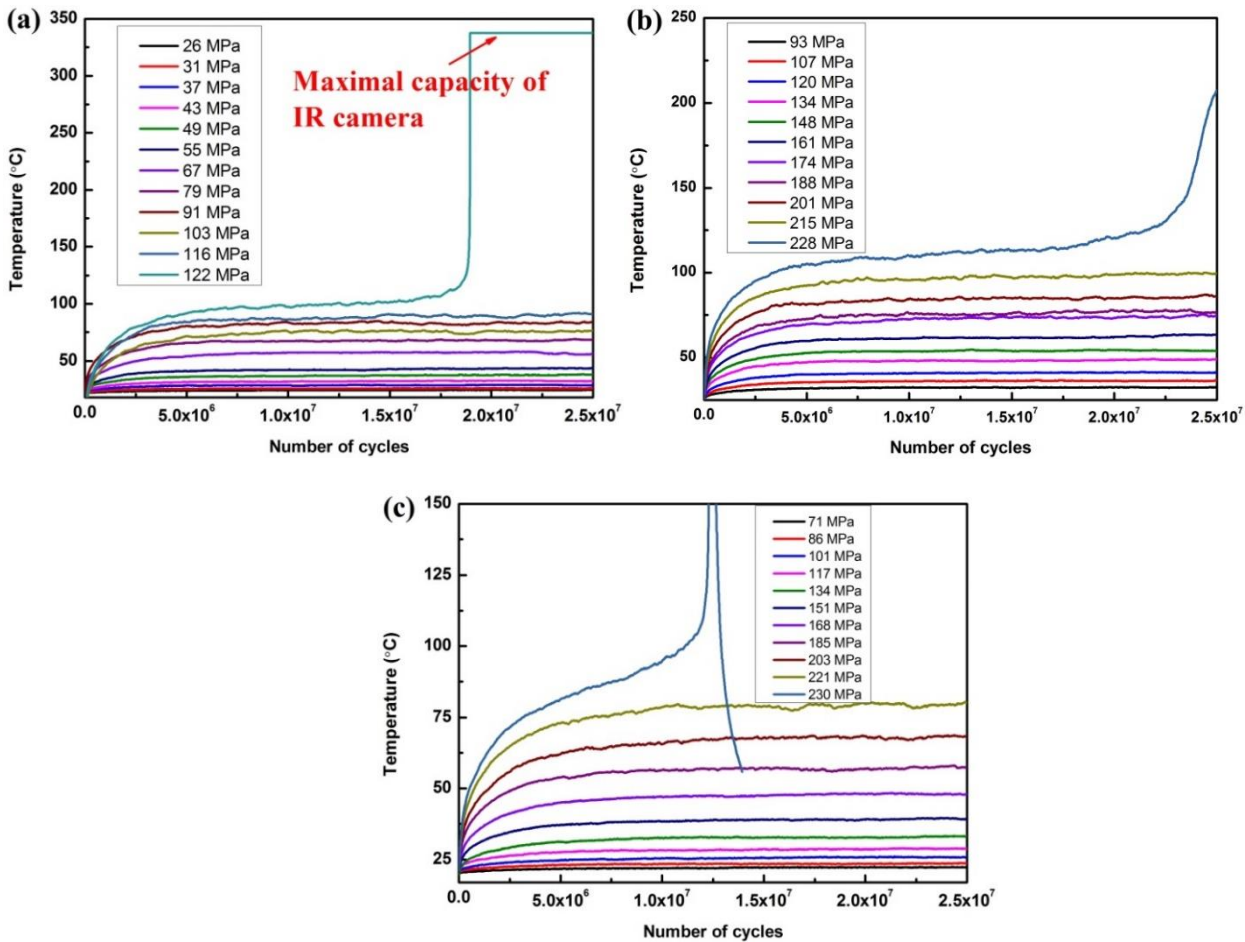 (a)
350
300
250
200
150
100
50
Temperature (°C)
26 MPa
31 MPa
37 MPa
43 MPa
49 MPa
55 MPa
67 MPa
79 MPa
91 MPa
103 MPa
116 MPa
122 MPa
Maximal capacity of
IR camera
0.0 5.0x10⁶ 1.0x10⁷ 1.5x10⁷ 2.0x10⁷ 2.5x10⁷
Number of cycles
(b)
250
200
150
100
50
Temperature (°C)
93 MPa
107 MPa
120 MPa
134 MPa
148 MPa
161 MPa
174 MPa
188 MPa
201 MPa
215 MPa
228 MPa
0.0 5.0x10⁶ 1.0x10⁷ 1.5x10⁷ 2.0x10⁷ 2.5x10⁷
Number of cycles
(c)
150
125
100
75
50
25
Temperature (°C)
71 MPa
86 MPa
101 MPa
117 MPa
134 MPa
151 MPa
168 MPa
185 MPa
203 MPa
221 MPa
230 MPa
0.0 5.0x10⁶ 1.0x10⁷ 1.5x10⁷ 2.0x10⁷ 2.5x10⁷
Number of cycles